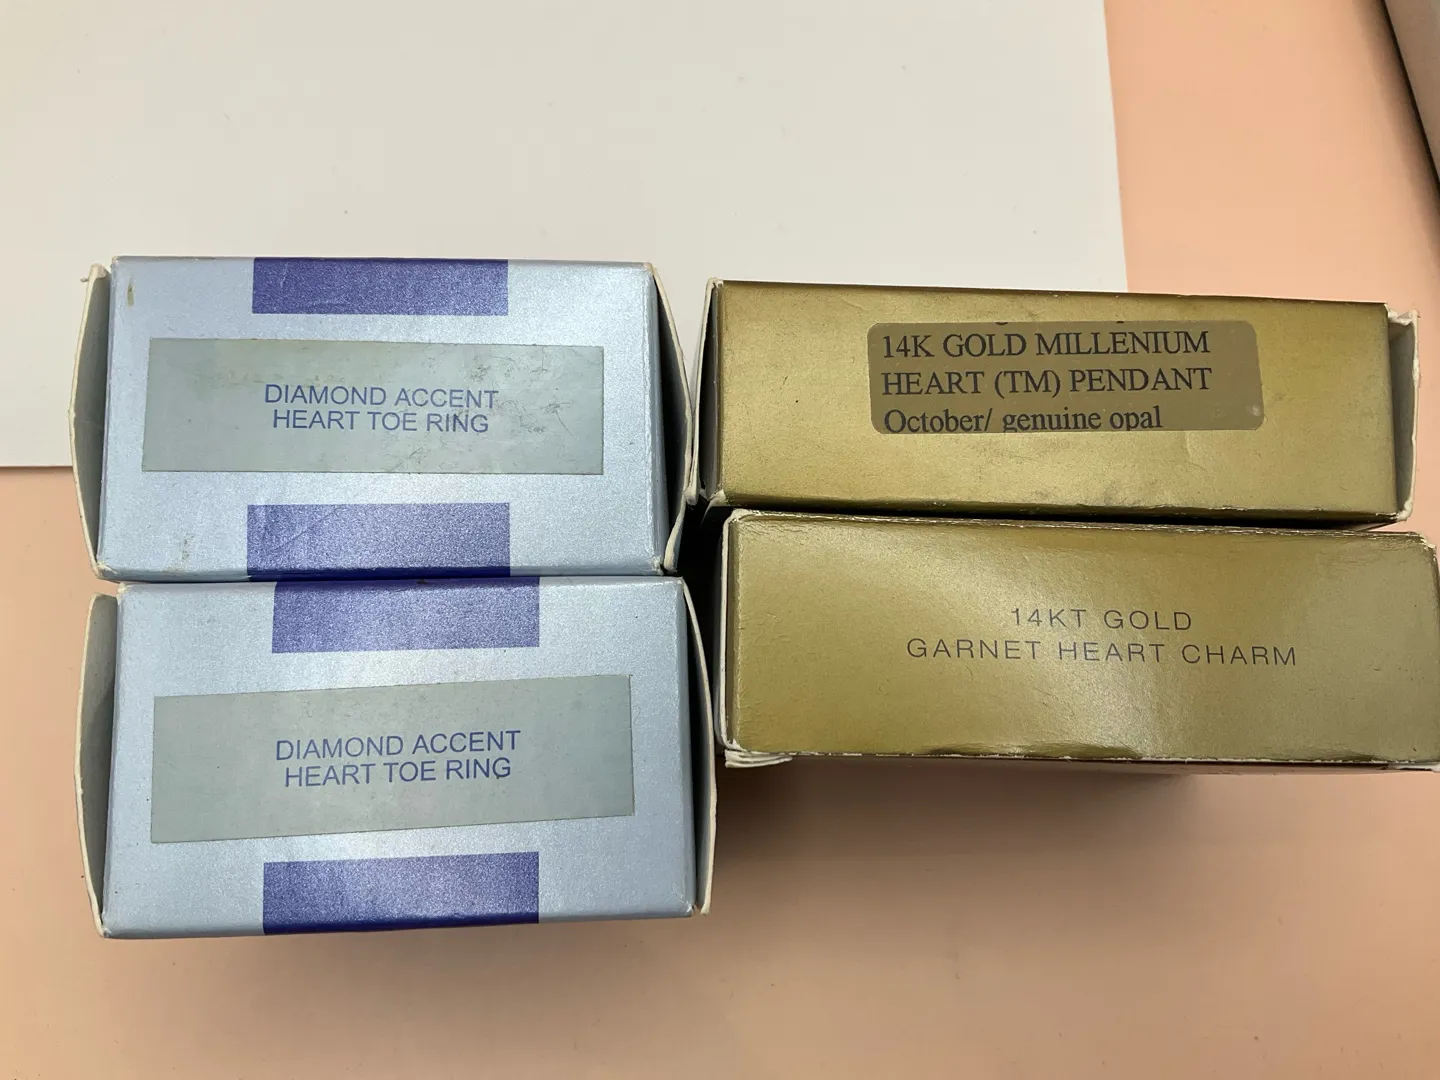 DIAMOND ACCENT
HEART TOE RING
14K GOLD MILLENIUM
HEART (TM) PENDANT
October/ genuine opal
DIAMOND ACCENT
HEART TOE RING
14KT GOLD
GARNET HEART CHARM